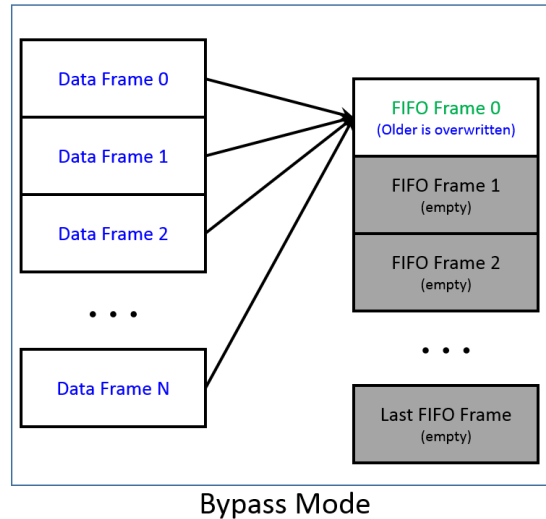 Data Frame 0
Data Frame 1
Data Frame 2
. . .
Data Frame N
FIFO Frame 0
(Older is overwritten)
FIFO Frame 1
(empty)
FIFO Frame 2
(empty)
. . .
Last FIFO Frame
(empty)
Bypass Mode